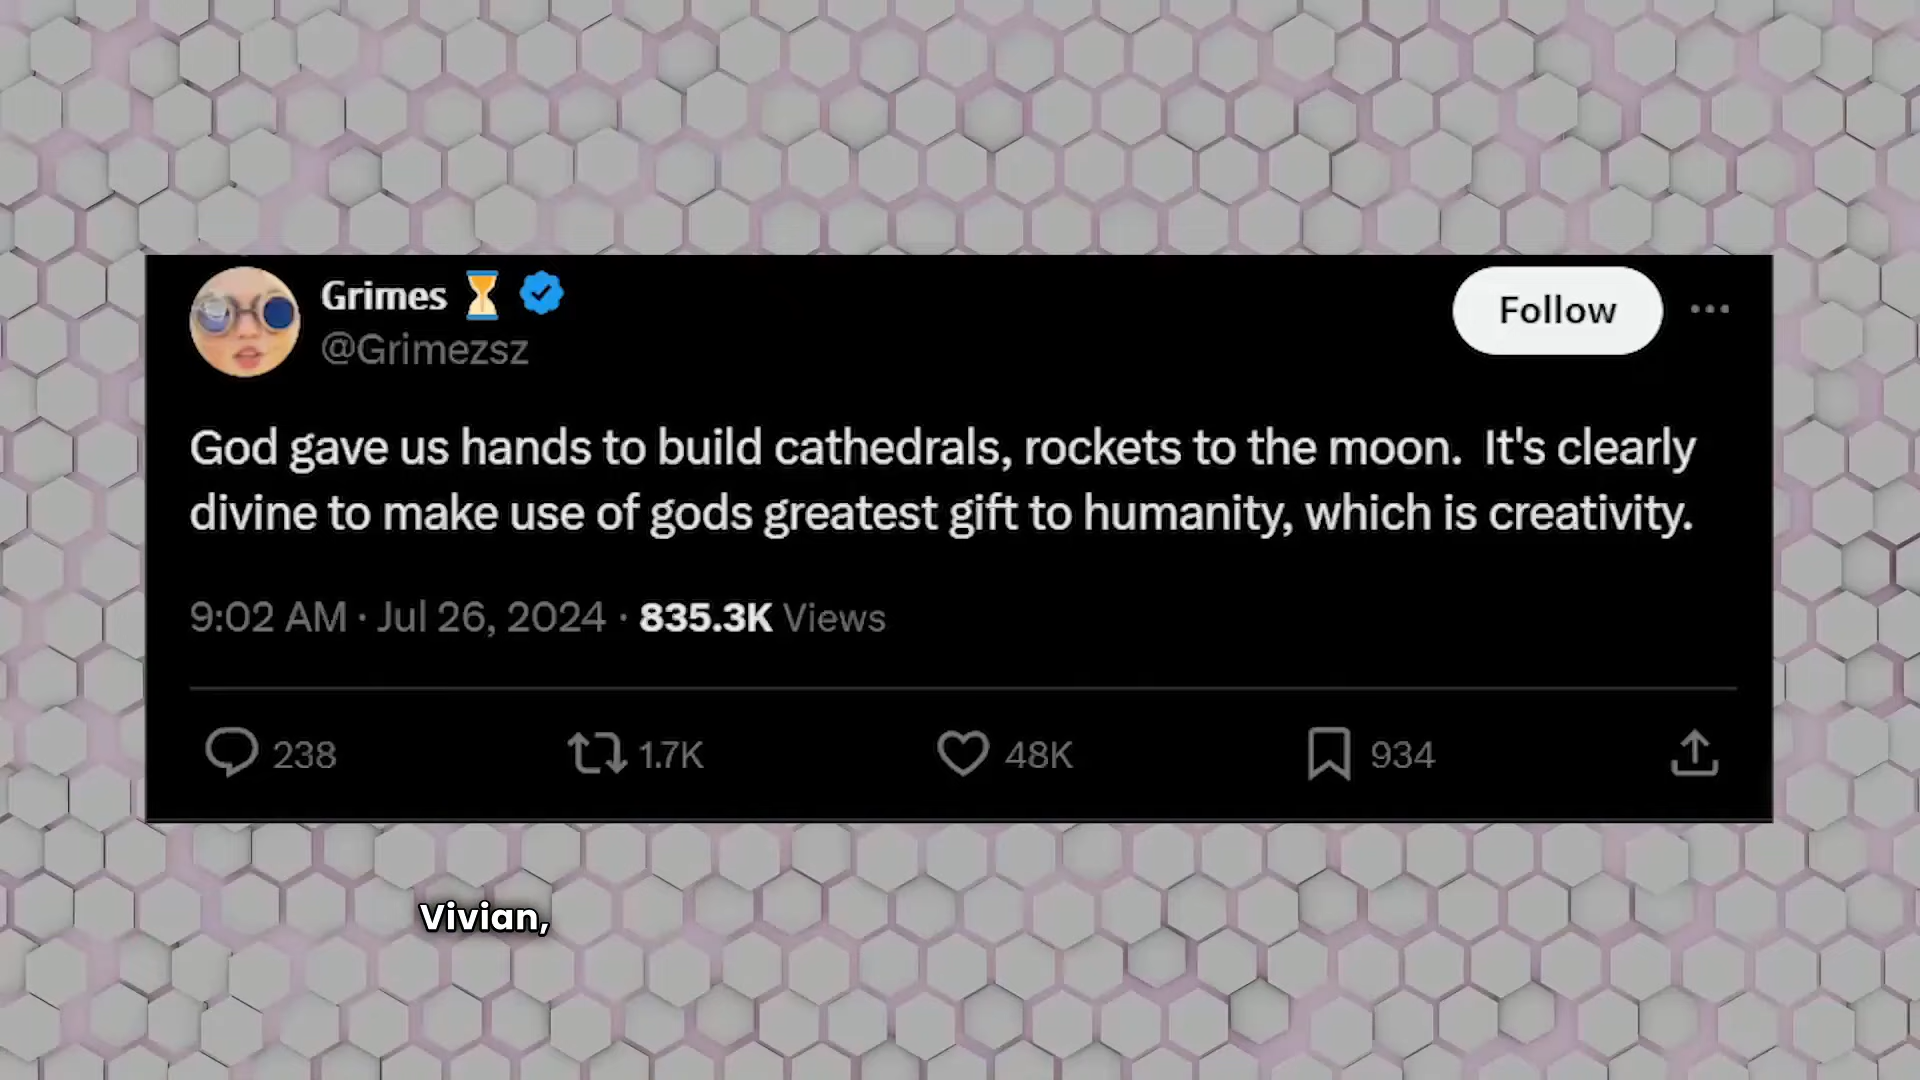 Grimes ⏳
@Grimezsz
Follow
God gave us hands to build cathedrals, rockets to the moon.  It's clearly
divine to make use of gods greatest gift to humanity, which is creativity.
9:02 AM · Jul 26, 2024 · 835.3K Views
238 1.7K 48K 934
Vivian,